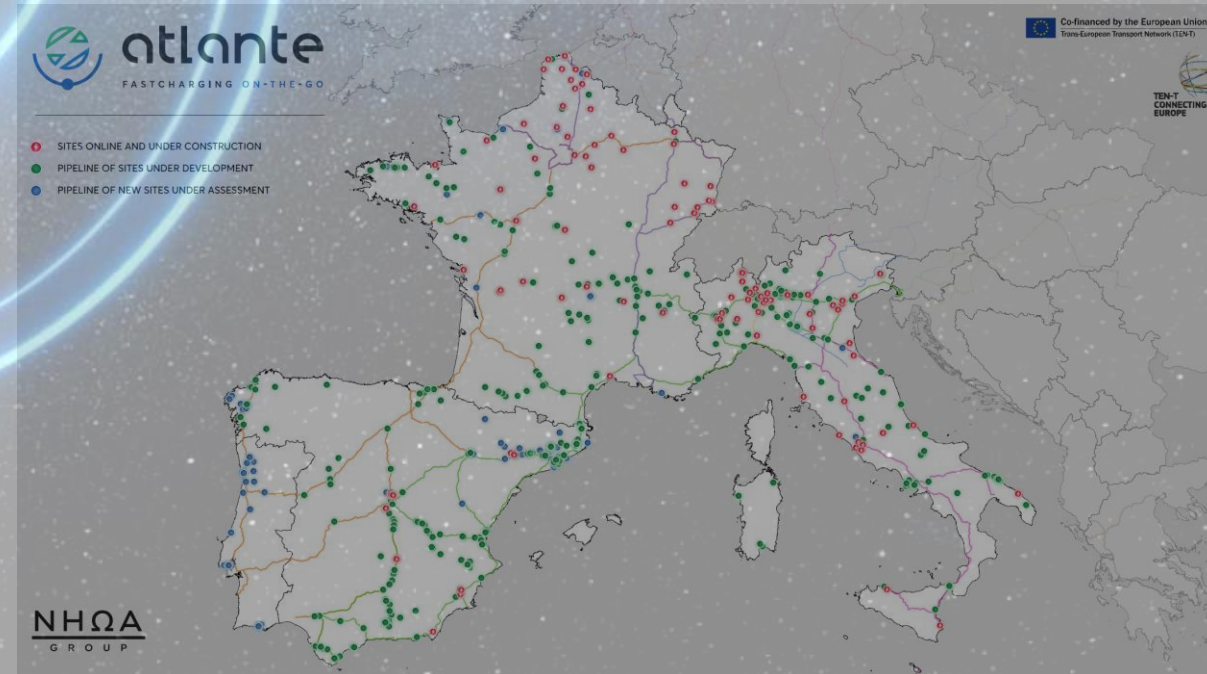 atlante
FASTCHARGING ON-THE-GO
SITES ONLINE AND UNDER CONSTRUCTION
PIPELINE OF SITES UNDER DEVELOPMENT
PIPELINE OF NEW SITES UNDER ASSESSMENT
Co-financed by the European Union
Trans-European Transport Network (TEN-T)
TEN-T
CONNECTING
EUROPE
NHΩA
GROUP